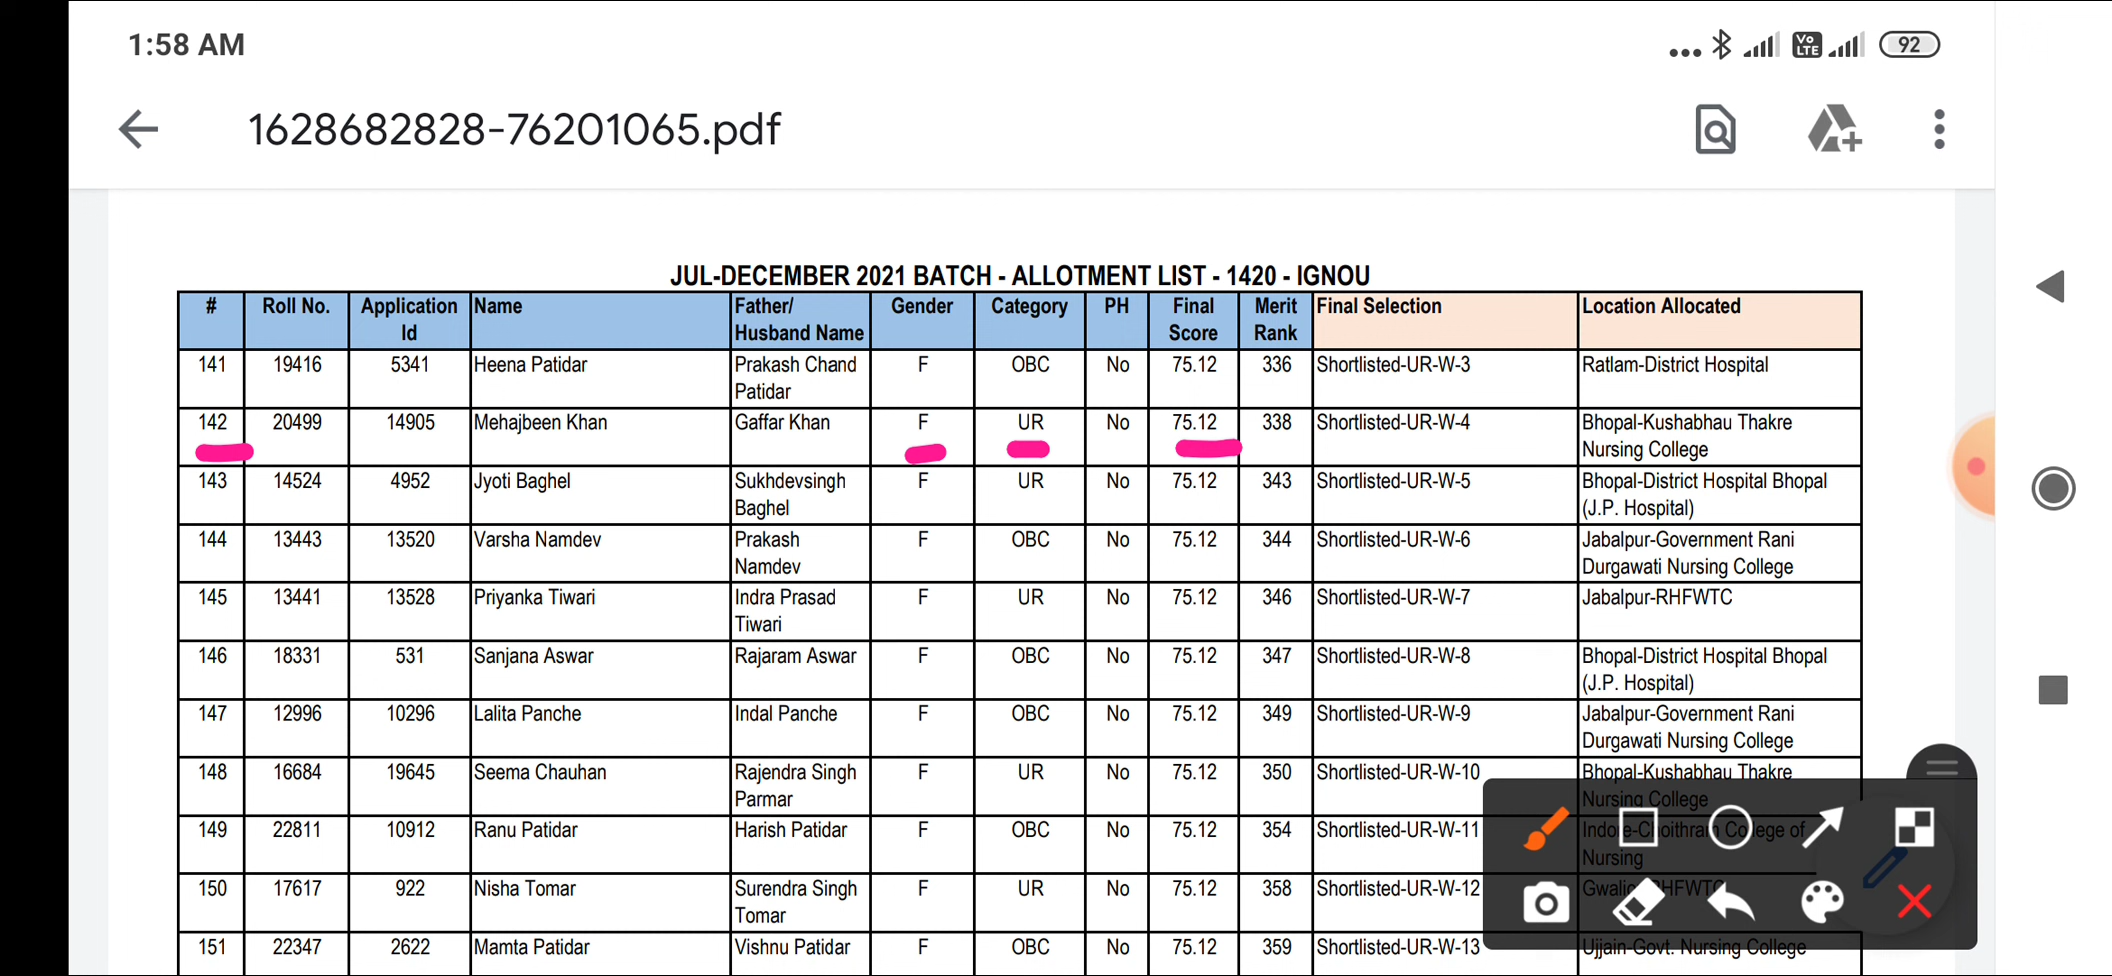 1:58 AM
Vo LTE 92
1628682828-76201065.pdf
JUL-DECEMBER 2021 BATCH - ALLOTMENT LIST - 1420 - IGNOU
# Roll No. Application Id Name Father/ Husband Name Gender Category PH Final Score Merit Rank Final Selection Location Allocated
141 19416 5341 Heena Patidar Prakash Chand Patidar F OBC No 75.12 336 Shortlisted-UR-W-3 Ratlam-District Hospital
142 20499 14905 Mehajbeen Khan Gaffar Khan F UR No 75.12 338 Shortlisted-UR-W-4 Bhopal-Kushabhau Thakre Nursing College
143 14524 4952 Jyoti Baghel Sukhdevsingh Baghel F UR No 75.12 343 Shortlisted-UR-W-5 Bhopal-District Hospital Bhopal (J.P. Hospital)
144 13443 13520 Varsha Namdev Prakash Namdev F OBC No 75.12 344 Shortlisted-UR-W-6 Jabalpur-Government Rani Durgawati Nursing College
145 13441 13528 Priyanka Tiwari Indra Prasad Tiwari F UR No 75.12 346 Shortlisted-UR-W-7 Jabalpur-RHFWTC
146 18331 531 Sanjana Aswar Rajaram Aswar F OBC No 75.12 347 Shortlisted-UR-W-8 Bhopal-District Hospital Bhopal (J.P. Hospital)
147 12996 10296 Lalita Panche Indal Panche F OBC No 75.12 349 Shortlisted-UR-W-9 Jabalpur-Government Rani Durgawati Nursing College
148 16684 19645 Seema Chauhan Rajendra Singh Parmar F UR No 75.12 350 Shortlisted-UR-W-10 Bhopal-Kushabhau Thakre Nursing College
149 22811 10912 Ranu Patidar Harish Patidar F OBC No 75.12 354 Shortlisted-UR-W-11 Indore-Choithram College of Nursing
150 17617 922 Nisha Tomar Surendra Singh Tomar F UR No 75.12 358 Shortlisted-UR-W-12
151 22347 2622 Mamta Patidar Vishnu Patidar F OBC No 75.12 359 Shortlisted-UR-W-13 Ujjain-Govt. Nursing College